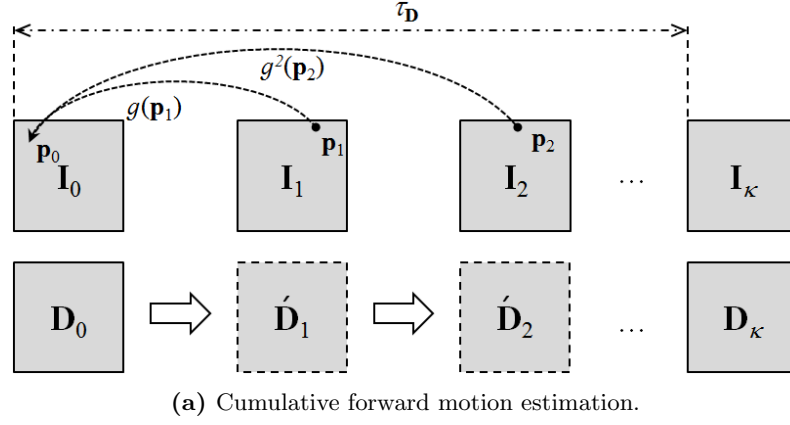 τ_D
g²(p₂)
g(p₁)
p₀ p₁ p₂
I₀ I₁ I₂ … I_κ
D₀ D́₁ D́₂ … D_κ
(a) Cumulative forward motion estimation.